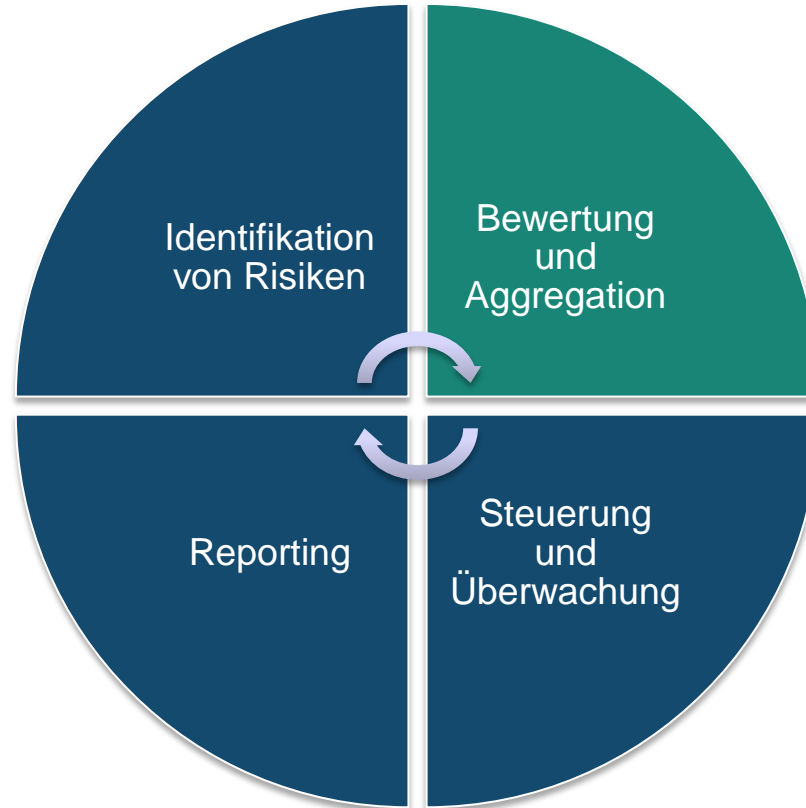 Identifikation
von Risiken
Bewertung
und
Aggregation
Reporting
Steuerung
und
Überwachung